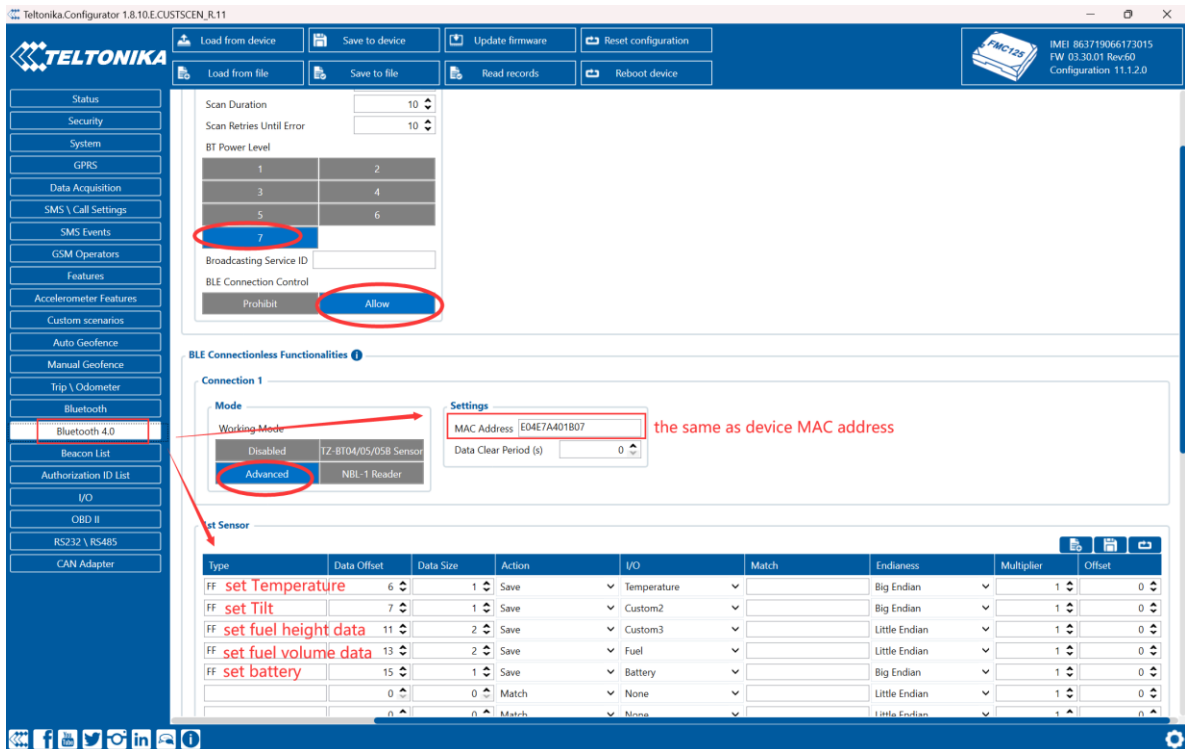 Teltonika.Configurator 1.8.10.E.CUSTSCEN_R.11
TELTONIKA
Load from device
Save to device
Update firmware
Reset configuration
Load from file
Save to file
Read records
Reboot device
FMC125
IMEI 863719066173015
FW 03.30.01 Rev:60
Configuration 11.1.2.0
Status
Security
System
GPRS
Data Acquisition
SMS \ Call Settings
SMS Events
GSM Operators
Features
Accelerometer Features
Custom scenarios
Auto Geofence
Manual Geofence
Trip \ Odometer
Bluetooth
Bluetooth 4.0
Beacon List
Authorization ID List
I/O
OBD II
RS232 \ RS485
CAN Adapter
Scan Duration 10
Scan Retries Until Error 10
BT Power Level
1 2
3 4
5 6
7
Broadcasting Service ID
BLE Connection Control
Prohibit Allow
BLE Connectionless Functionalities
Connection 1
Mode
Working Mode
Disabled TZ-BT04/05/05B Sensor
Advanced NBL-1 Reader
Settings
MAC Address E04E7A401B07 the same as device MAC address
Data Clear Period (s) 0
1st Sensor
Type Data Offset Data Size Action I/O Match Endianess Multiplier Offset
FF set Temperature 6 1 Save Temperature Big Endian 1 0
FF set Tilt 7 1 Save Custom2 Big Endian 1 0
FF set fuel height data 11 2 Save Custom3 Little Endian 1 0
FF set fuel volume data 13 2 Save Fuel Little Endian 1 0
FF set battery 15 1 Save Battery Big Endian 1 0
0 0 Match None Little Endian 1 0
0 0 Match None Little Endian 1 0